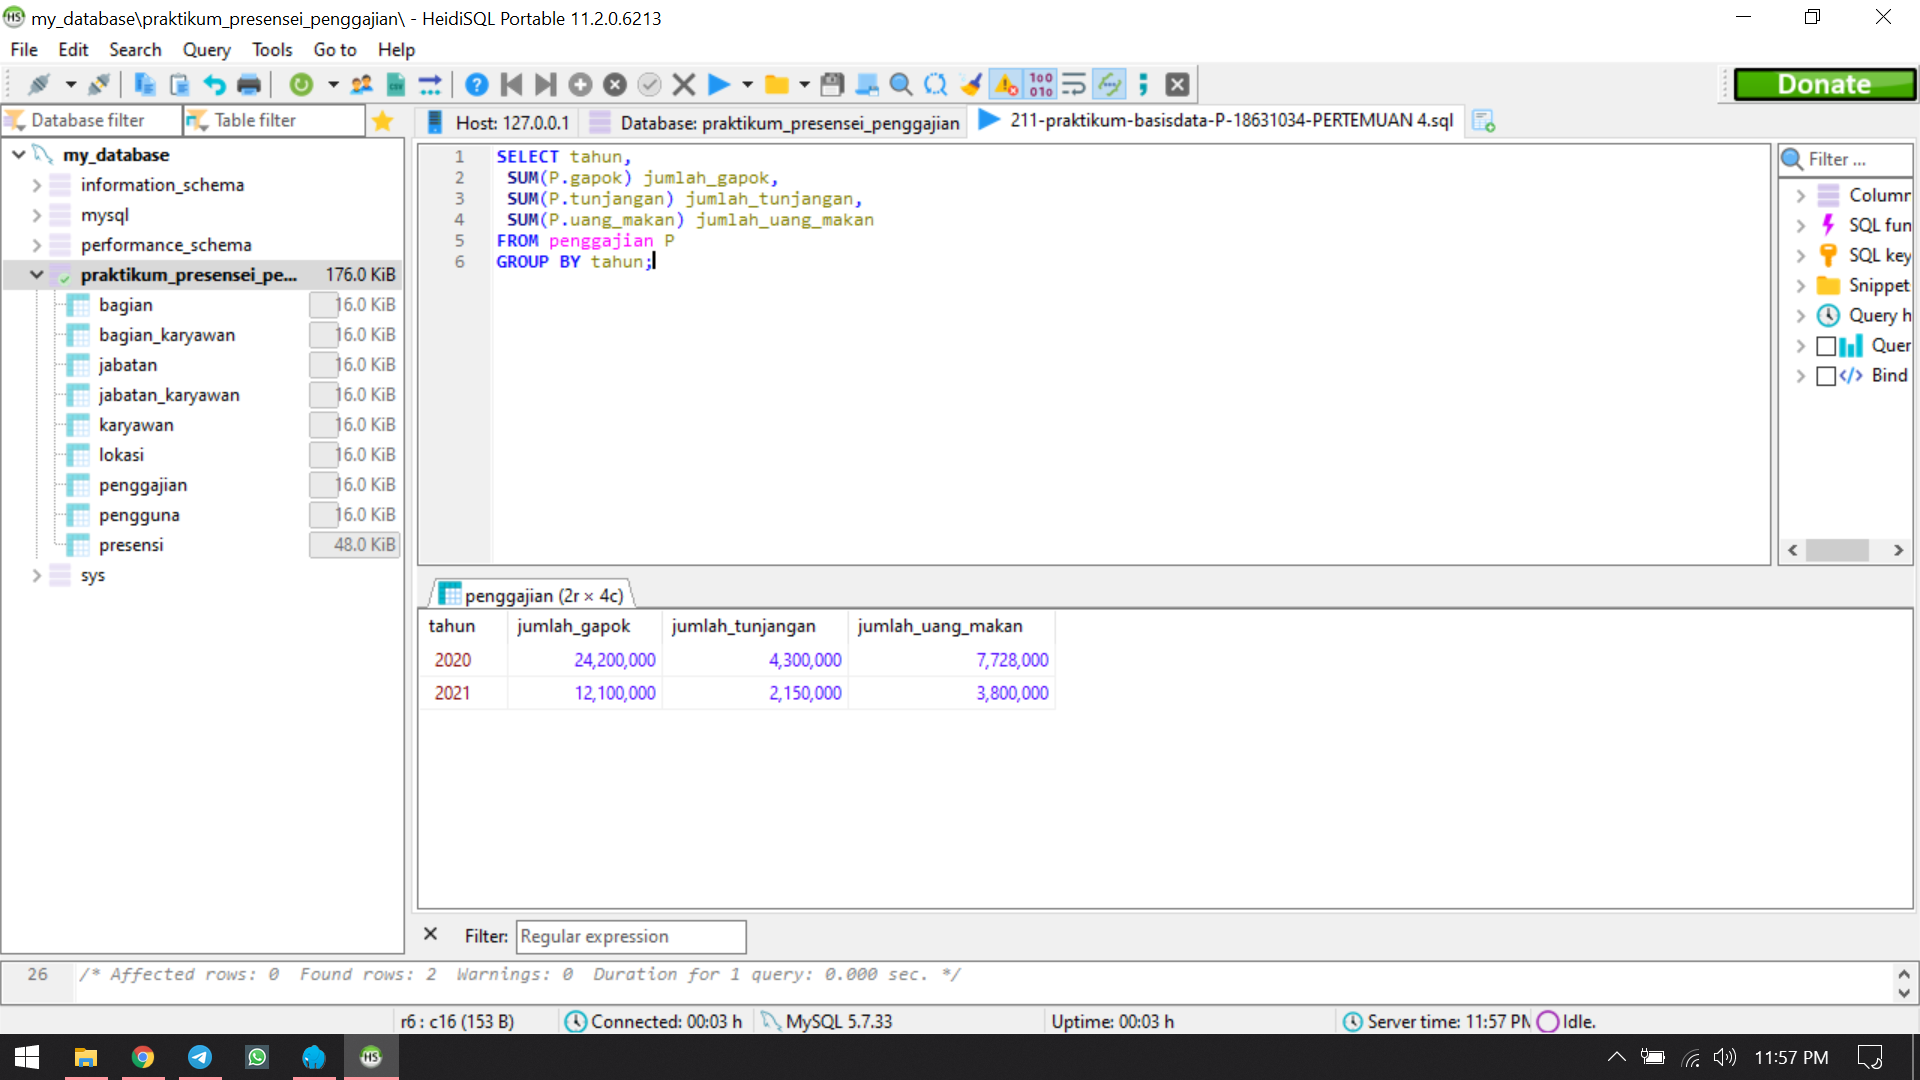 my_database\praktikum_presensei_penggajian\ - HeidiSQL Portable 11.2.0.6213
File Edit Search Query Tools Go to Help
Donate
Database filter Table filter
Host: 127.0.0.1 Database: praktikum_presensei_penggajian 211-praktikum-basisdata-P-18631034-PERTEMUAN 4.sql
my_database
information_schema
mysql
performance_schema
praktikum_presensei_pe... 176.0 KiB
bagian 16.0 KiB
bagian_karyawan 16.0 KiB
jabatan 16.0 KiB
jabatan_karyawan 16.0 KiB
karyawan 16.0 KiB
lokasi 16.0 KiB
penggajian 16.0 KiB
pengguna 16.0 KiB
presensi 48.0 KiB
sys
1 SELECT tahun,
2 SUM(P.gapok) jumlah_gapok,
3 SUM(P.tunjangan) jumlah_tunjangan,
4 SUM(P.uang_makan) jumlah_uang_makan
5 FROM penggajian P
6 GROUP BY tahun;
Filter ...
Column
SQL fun
SQL key
Snippet
Query h
Quer
Bind
penggajian (2r × 4c)
tahun jumlah_gapok jumlah_tunjangan jumlah_uang_makan
2020 24,200,000 4,300,000 7,728,000
2021 12,100,000 2,150,000 3,800,000
Filter: Regular expression
26 /* Affected rows: 0 Found rows: 2 Warnings: 0 Duration for 1 query: 0.000 sec. */
r6 : c16 (153 B) Connected: 00:03 h MySQL 5.7.33 Uptime: 00:03 h Server time: 11:57 PM Idle.
HS 11:57 PM